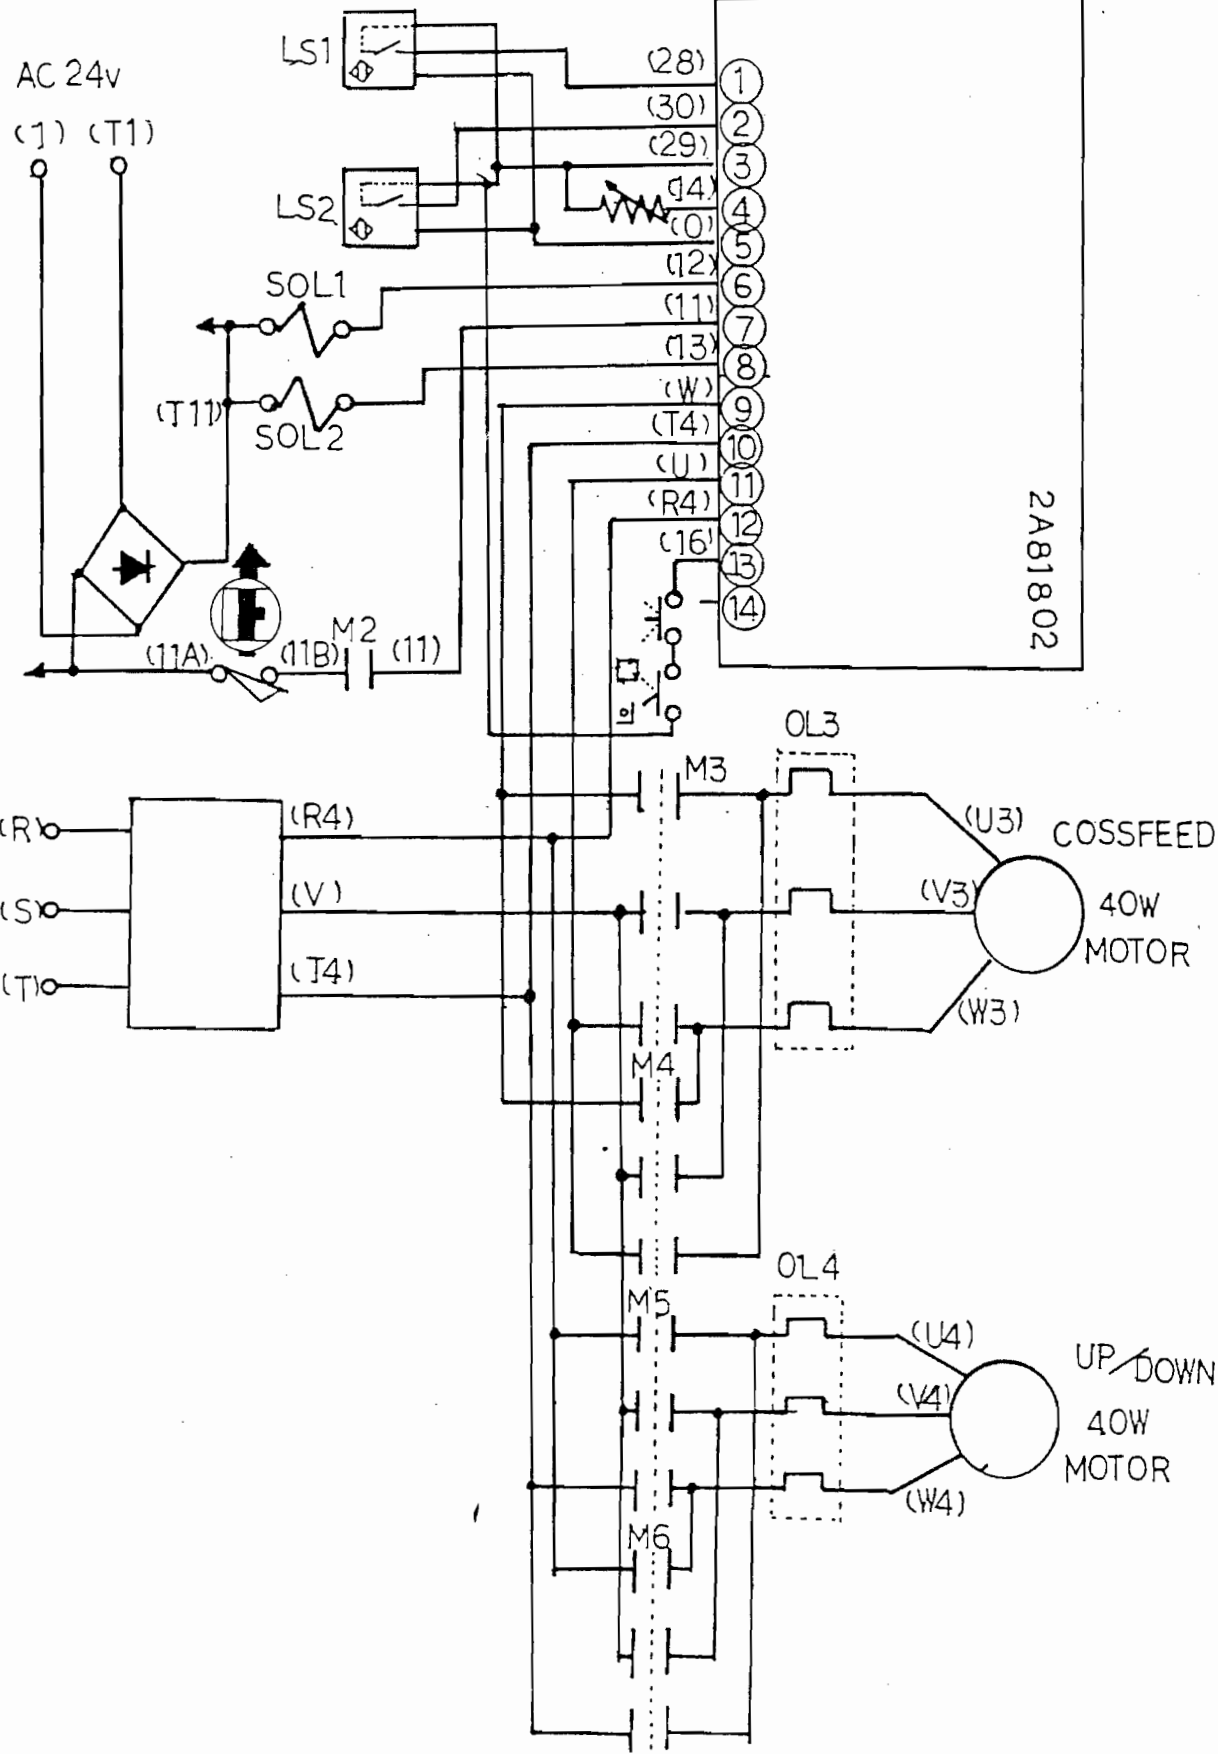 LS1
AC 24v
(1) (T1)
(28)
1
(30)
2
(29)
3
LS2
(14)
4
(0)
5
(12)
6
SOL1
(11)
7
(13)
8
(T11)
SOL2
(W)
9
(T4)
10
(U)
11
(R4)
12
(16)
13
14
2A81802
(11A)
(11B)
M2
(11)
OL3
M3
(R)
(R4)
(U3)
COSSFEED
40W
MOTOR
(S)
(V)
(V3)
(T)
(T4)
(W3)
M4
OL4
M5
(U4)
UP/DOWN
40W
MOTOR
(V4)
(W4)
M6